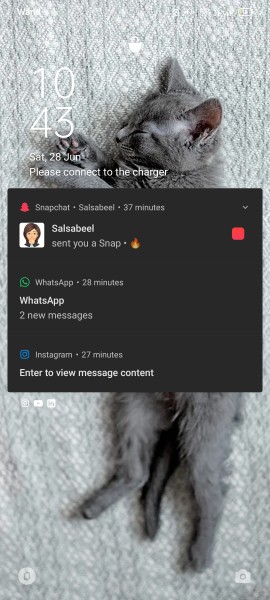 10
43
Sat, 28 Jun
Please connect to the charger
Snapchat • Salsabeel • 37 minutes
Salsabeel
sent you a Snap • 🔥
WhatsApp • 28 minutes
WhatsApp
2 new messages
Instagram • 27 minutes
Enter to view message content